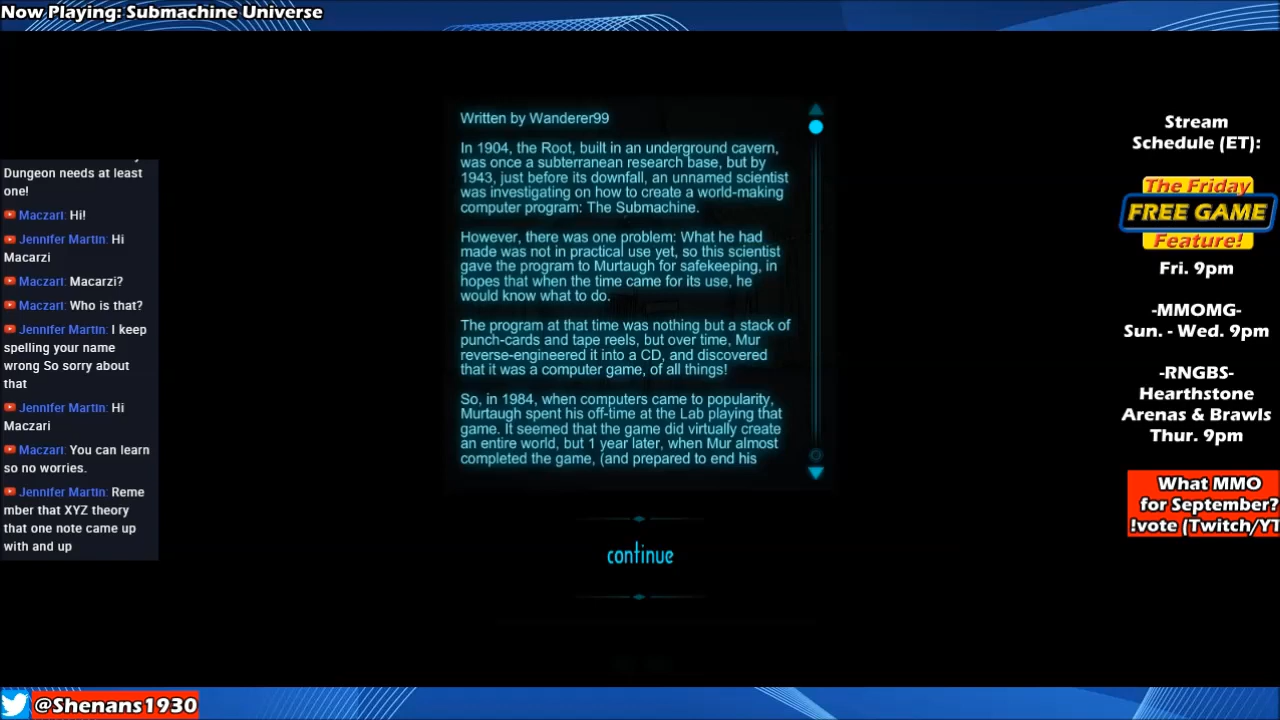 Now Playing: Submachine Universe
Dungeon needs at least
one!
Maczari: Hi!
Jennifer Martin: Hi
Macarzi
Maczari: Macarzi?
Maczari: Who is that?
Jennifer Martin: I keep
spelling your name
wrong So sorry about
that
Jennifer Martin: Hi
Maczari
Maczari: You can learn
so no worries.
Jennifer Martin: Reme
mber that XYZ theory
that one note came up
with and up
Written by Wanderer99
In 1904, the Root, built in an underground cavern,
was once a subterranean research base, but by
1943, just before its downfall, an unnamed scientist
was investigating on how to create a world-making
computer program: The Submachine.
However, there was one problem: What he had
made was not in practical use yet, so this scientist
gave the program to Murtaugh for safekeeping, in
hopes that when the time came for its use, he
would know what to do.
The program at that time was nothing but a stack of
punch-cards and tape reels, but over time, Mur
reverse-engineered it into a CD, and discovered
that it was a computer game, of all things!
So, in 1984, when computers came to popularity,
Murtaugh spent his off-time at the Lab playing that
game. It seemed that the game did virtually create
an entire world, but 1 year later, when Mur almost
completed the game, (and prepared to end his
continue
Stream
Schedule (ET):
The Friday
FREE GAME
Feature!
Fri. 9pm
-MMOMG-
Sun. - Wed. 9pm
-RNGBS-
Hearthstone
Arenas & Brawls
Thur. 9pm
What MMO
for September?
!vote (Twitch/YT
@Shenans1930